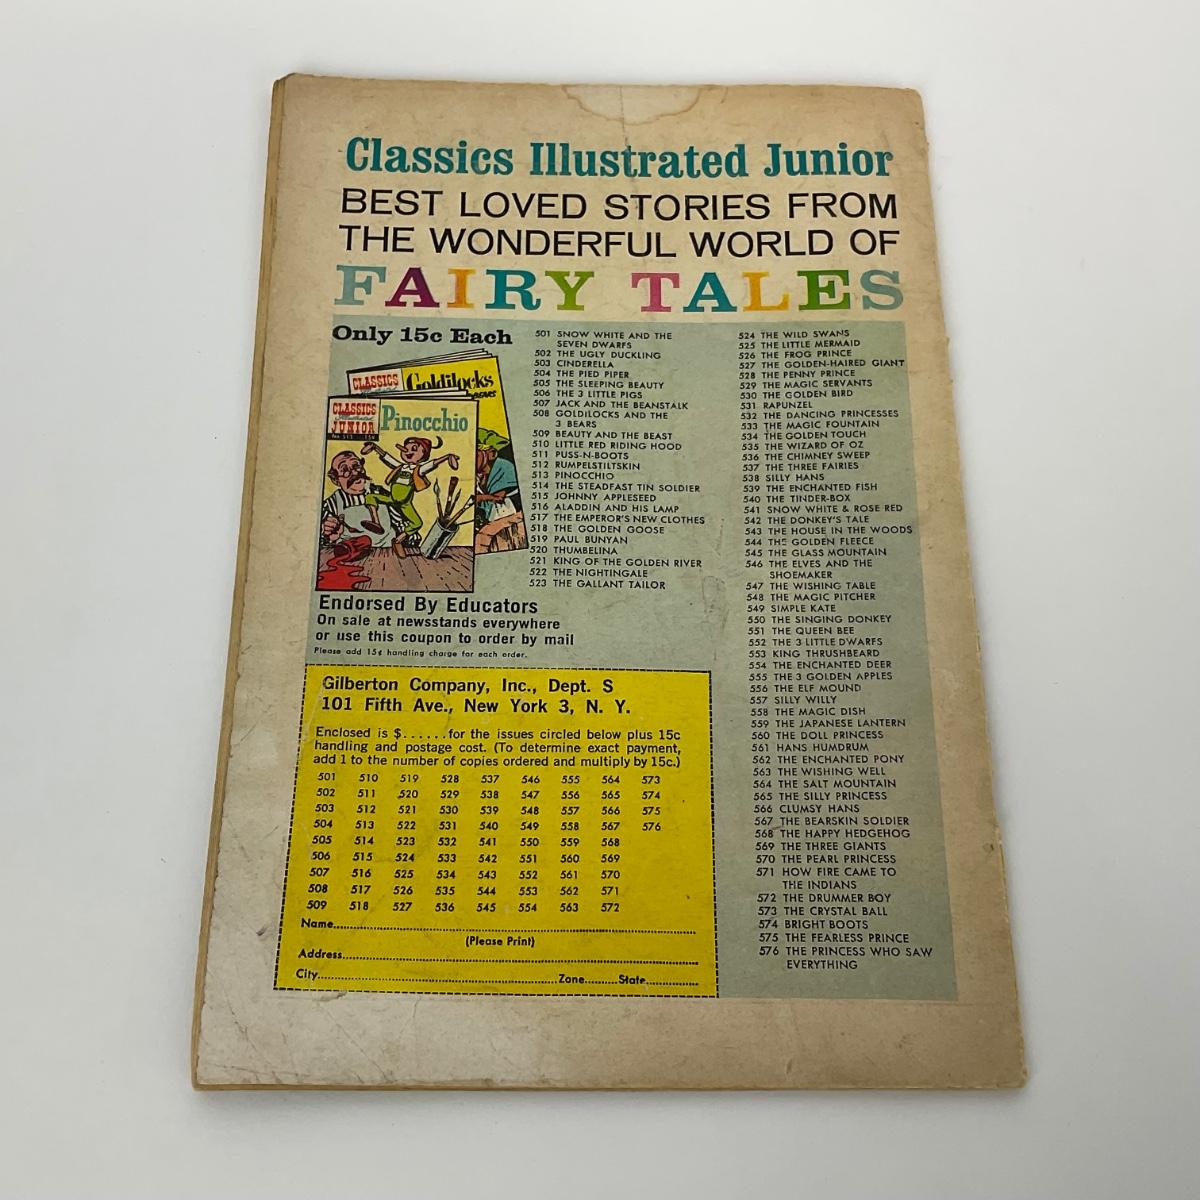 Classics Illustrated Junior
BEST LOVED STORIES FROM
THE WONDERFUL WORLD OF
FAIRY TALES
Only 15c Each
CLASSICS
Goldilocks
BEARS
CLASSICS
Illustrated
JUNIOR
No. 513 15¢
Pinocchio
Endorsed By Educators
On sale at newsstands everywhere
or use this coupon to order by mail
Please add 15¢ handling charge for each order.
501 SNOW WHITE AND THE
SEVEN DWARFS
502 THE UGLY DUCKLING
503 CINDERELLA
504 THE PIED PIPER
505 THE SLEEPING BEAUTY
506 THE 3 LITTLE PIGS
507 JACK AND THE BEANSTALK
508 GOLDILOCKS AND THE
3 BEARS
509 BEAUTY AND THE BEAST
510 LITTLE RED RIDING HOOD
511 PUSS-N-BOOTS
512 RUMPELSTILTSKIN
513 PINOCCHIO
514 THE STEADFAST TIN SOLDIER
515 JOHNNY APPLESEED
516 ALADDIN AND HIS LAMP
517 THE EMPEROR'S NEW CLOTHES
518 THE GOLDEN GOOSE
519 PAUL BUNYAN
520 THUMBELINA
521 KING OF THE GOLDEN RIVER
522 THE NIGHTINGALE
523 THE GALLANT TAILOR
524 THE WILD SWANS
525 THE LITTLE MERMAID
526 THE FROG PRINCE
527 THE GOLDEN-HAIRED GIANT
528 THE PENNY PRINCE
529 THE MAGIC SERVANTS
530 THE GOLDEN BIRD
531 RAPUNZEL
532 THE DANCING PRINCESSES
533 THE MAGIC FOUNTAIN
534 THE GOLDEN TOUCH
535 THE WIZARD OF OZ
536 THE CHIMNEY SWEEP
537 THE THREE FAIRIES
538 SILLY HANS
539 THE ENCHANTED FISH
540 THE TINDER-BOX
541 SNOW WHITE & ROSE RED
542 THE DONKEY'S TALE
543 THE HOUSE IN THE WOODS
544 THE GOLDEN FLEECE
545 THE GLASS MOUNTAIN
546 THE ELVES AND THE
SHOEMAKER
547 THE WISHING TABLE
548 THE MAGIC PITCHER
549 SIMPLE KATE
550 THE SINGING DONKEY
551 THE QUEEN BEE
552 THE 3 LITTLE DWARFS
553 KING THRUSHBEARD
554 THE ENCHANTED DEER
555 THE 3 GOLDEN APPLES
556 THE ELF MOUND
557 SILLY WILLY
558 THE MAGIC DISH
559 THE JAPANESE LANTERN
560 THE DOLL PRINCESS
561 HANS HUMDRUM
562 THE ENCHANTED PONY
563 THE WISHING WELL
564 THE SALT MOUNTAIN
565 THE SILLY PRINCESS
566 CLUMSY HANS
567 THE BEARSKIN SOLDIER
568 THE HAPPY HEDGEHOG
569 THE THREE GIANTS
570 THE PEARL PRINCESS
571 HOW FIRE CAME TO
THE INDIANS
572 THE DRUMMER BOY
573 THE CRYSTAL BALL
574 BRIGHT BOOTS
575 THE FEARLESS PRINCE
576 THE PRINCESS WHO SAW
EVERYTHING
Gilberton Company, Inc., Dept. S
101 Fifth Ave., New York 3, N. Y.
Enclosed is $......for the issues circled below plus 15c
handling and postage cost. (To determine exact payment,
add 1 to the number of copies ordered and multiply by 15c.)
501 510 519 528 537 546 555 564 573
502 511 520 529 538 547 556 565 574
503 512 521 530 539 548 557 566 575
504 513 522 531 540 549 558 567 576
505 514 523 532 541 550 559 568
506 515 524 533 542 551 560 569
507 516 525 534 543 552 561 570
508 517 526 535 544 553 562 571
509 518 527 536 545 554 563 572
Name
(Please Print)
Address
City Zone State